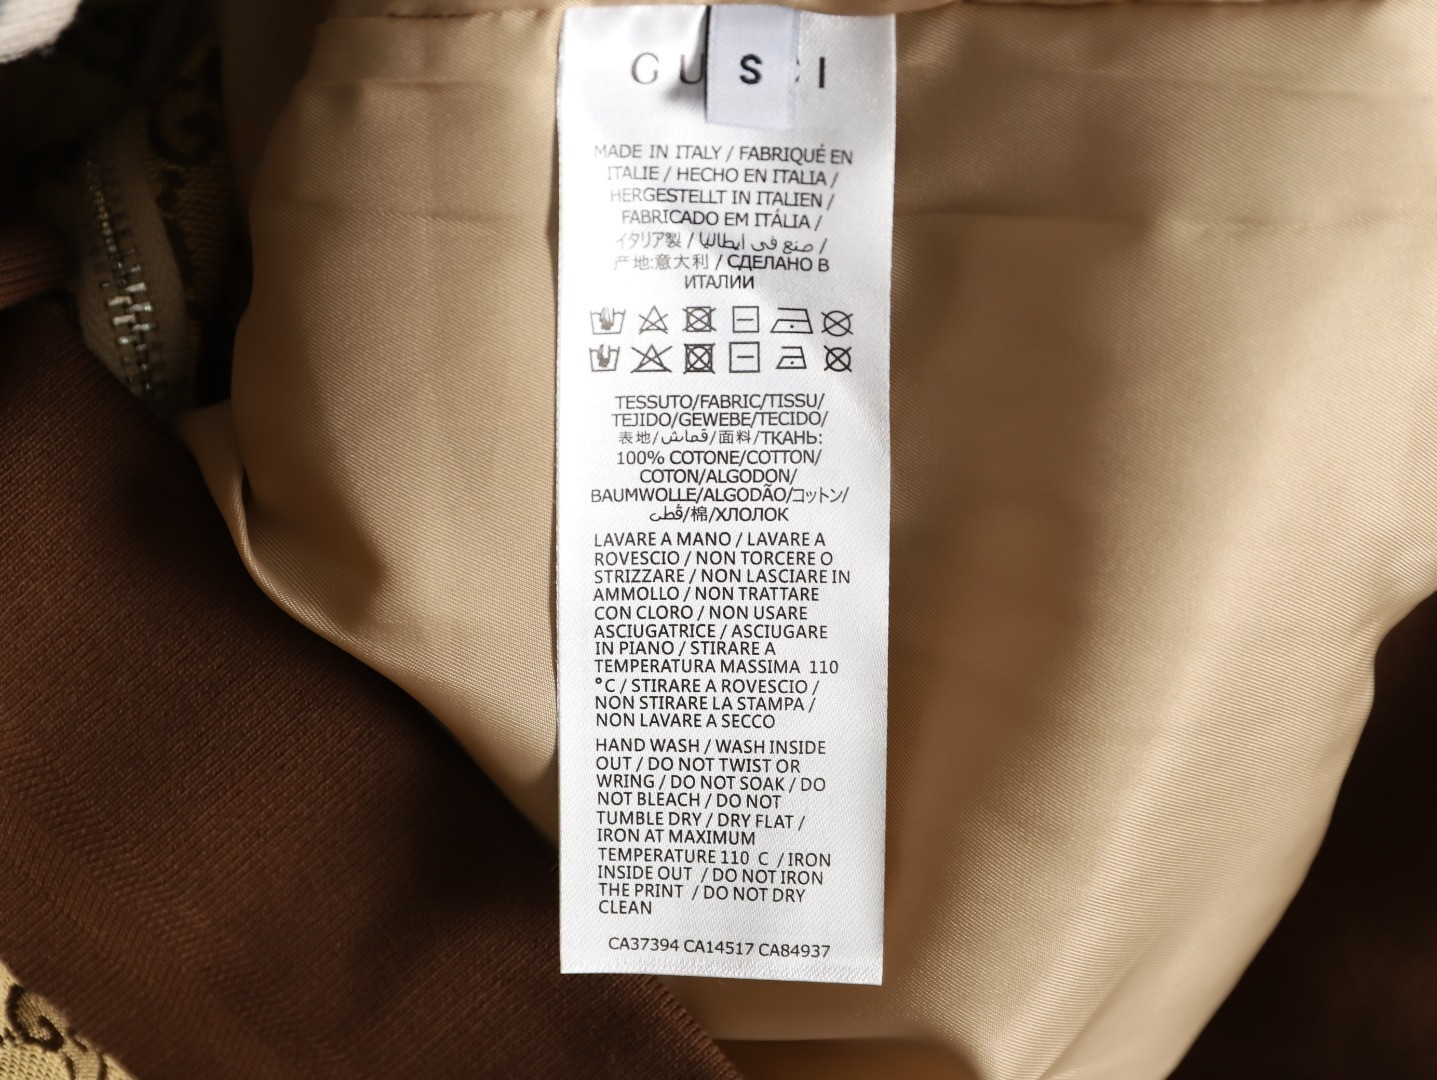 GU S I
MADE IN ITALY / FABRIQUÉ EN
ITALIE / HECHO EN ITALIA /
HERGESTELLT IN ITALIEN /
FABRICADO EM ITÁLIA /
イタリア製 / صنع في ايطاليا /
产地:意大利 / СДЕЛАНО В
ИТАЛИИ
TESSUTO/FABRIC/TISSU/
TEJIDO/GEWEBE/TECIDO/
表地/قماش/面料/ТКАНЬ:
100% COTONE/COTTON/
COTON/ALGODON/
BAUMWOLLE/ALGODÃO/コットン/
قطن/棉/ХЛОЛОК
LAVARE A MANO / LAVARE A
ROVESCIO / NON TORCERE O
STRIZZARE / NON LASCIARE IN
AMMOLLO / NON TRATTARE
CON CLORO / NON USARE
ASCIUGATRICE / ASCIUGARE
IN PIANO / STIRARE A
TEMPERATURA MASSIMA 110
°C / STIRARE A ROVESCIO /
NON STIRARE LA STAMPA /
NON LAVARE A SECCO
HAND WASH / WASH INSIDE
OUT / DO NOT TWIST OR
WRING / DO NOT SOAK / DO
NOT BLEACH / DO NOT
TUMBLE DRY / DRY FLAT /
IRON AT MAXIMUM
TEMPERATURE 110 C / IRON
INSIDE OUT / DO NOT IRON
THE PRINT / DO NOT DRY
CLEAN
CA37394 CA14517 CA84937